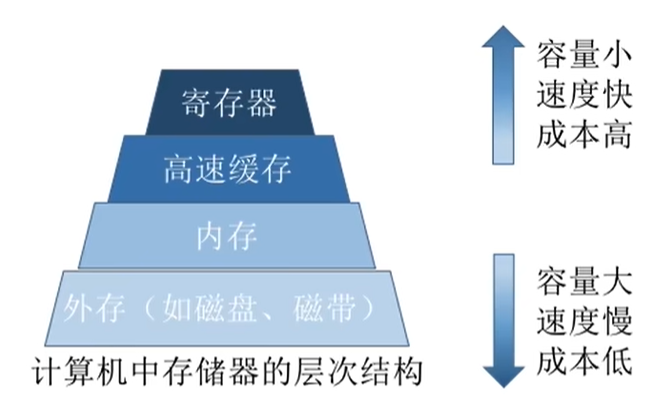 寄存器
高速缓存
内存
外存（如磁盘、磁带）
计算机中存储器的层次结构
容量小
速度快
成本高
容量大
速度慢
成本低